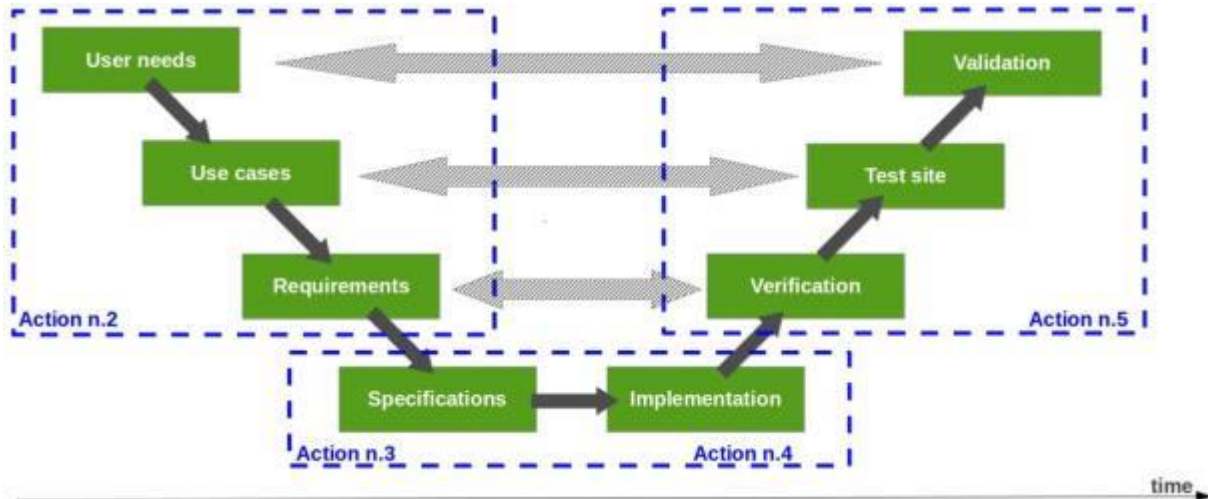 User needs
Validation
Use cases
Test site
Requirements
Verification
Action n.2
Action n.5
Specifications
Implementation
Action n.3
Action n.4
time